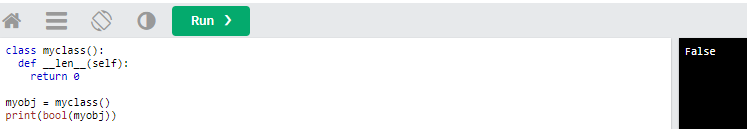 Run ❯
class myclass():
  def __len__(self):
    return 0

myobj = myclass()
print(bool(myobj))
False